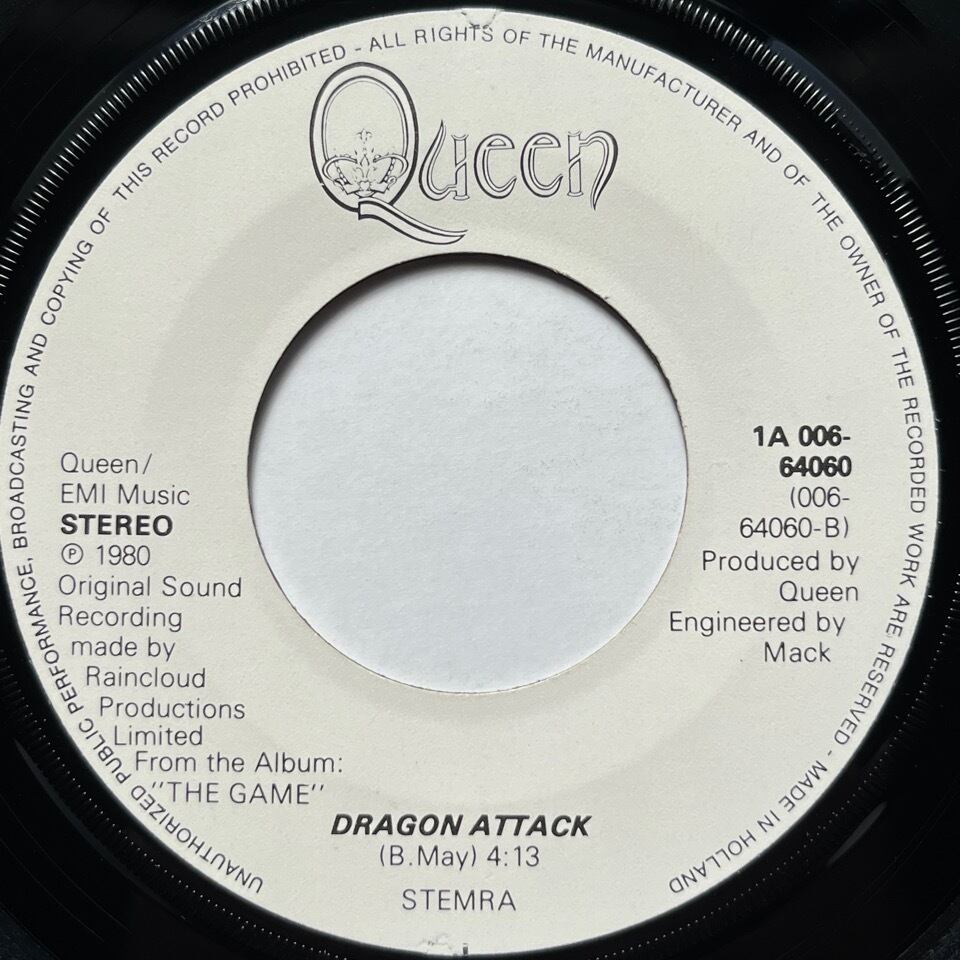 UNAUTHORIZED PUBLIC PERFORMANCE, BROADCASTING AND COPYING OF THIS RECORD PROHIBITED - ALL RIGHTS OF THE MANUFACTURER AND OF THE OWNER OF THE RECORDED WORK ARE RESERVED - MADE IN HOLLAND
Queen
Queen/
EMI Music
STEREO
℗ 1980
Original Sound
Recording
made by
Raincloud
Productions
Limited
From the Album:
"THE GAME"
1A 006-
64060
(006-
64060-B)
Produced by
Queen
Engineered by
Mack
DRAGON ATTACK
(B. May) 4:13
STEMRA